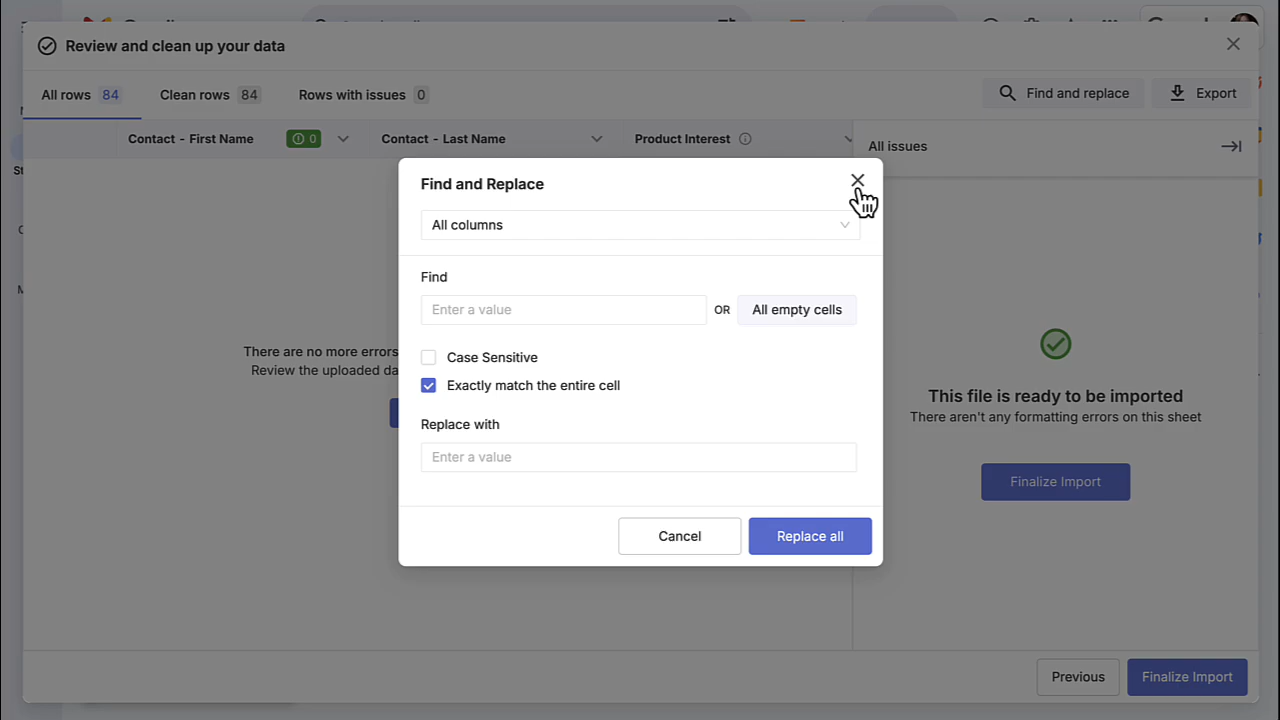 Review and clean up your data
All rows 84 Clean rows 84 Rows with issues 0 Find and replace Export
Contact - First Name 0 Contact - Last Name Product Interest All issues
Find and Replace
All columns
Find
Enter a value OR All empty cells
Case Sensitive
Exactly match the entire cell
Replace with
Enter a value
Cancel Replace all
There are no more errors
Review the uploaded da
This file is ready to be imported
There aren't any formatting errors on this sheet
Finalize Import
Previous Finalize Import